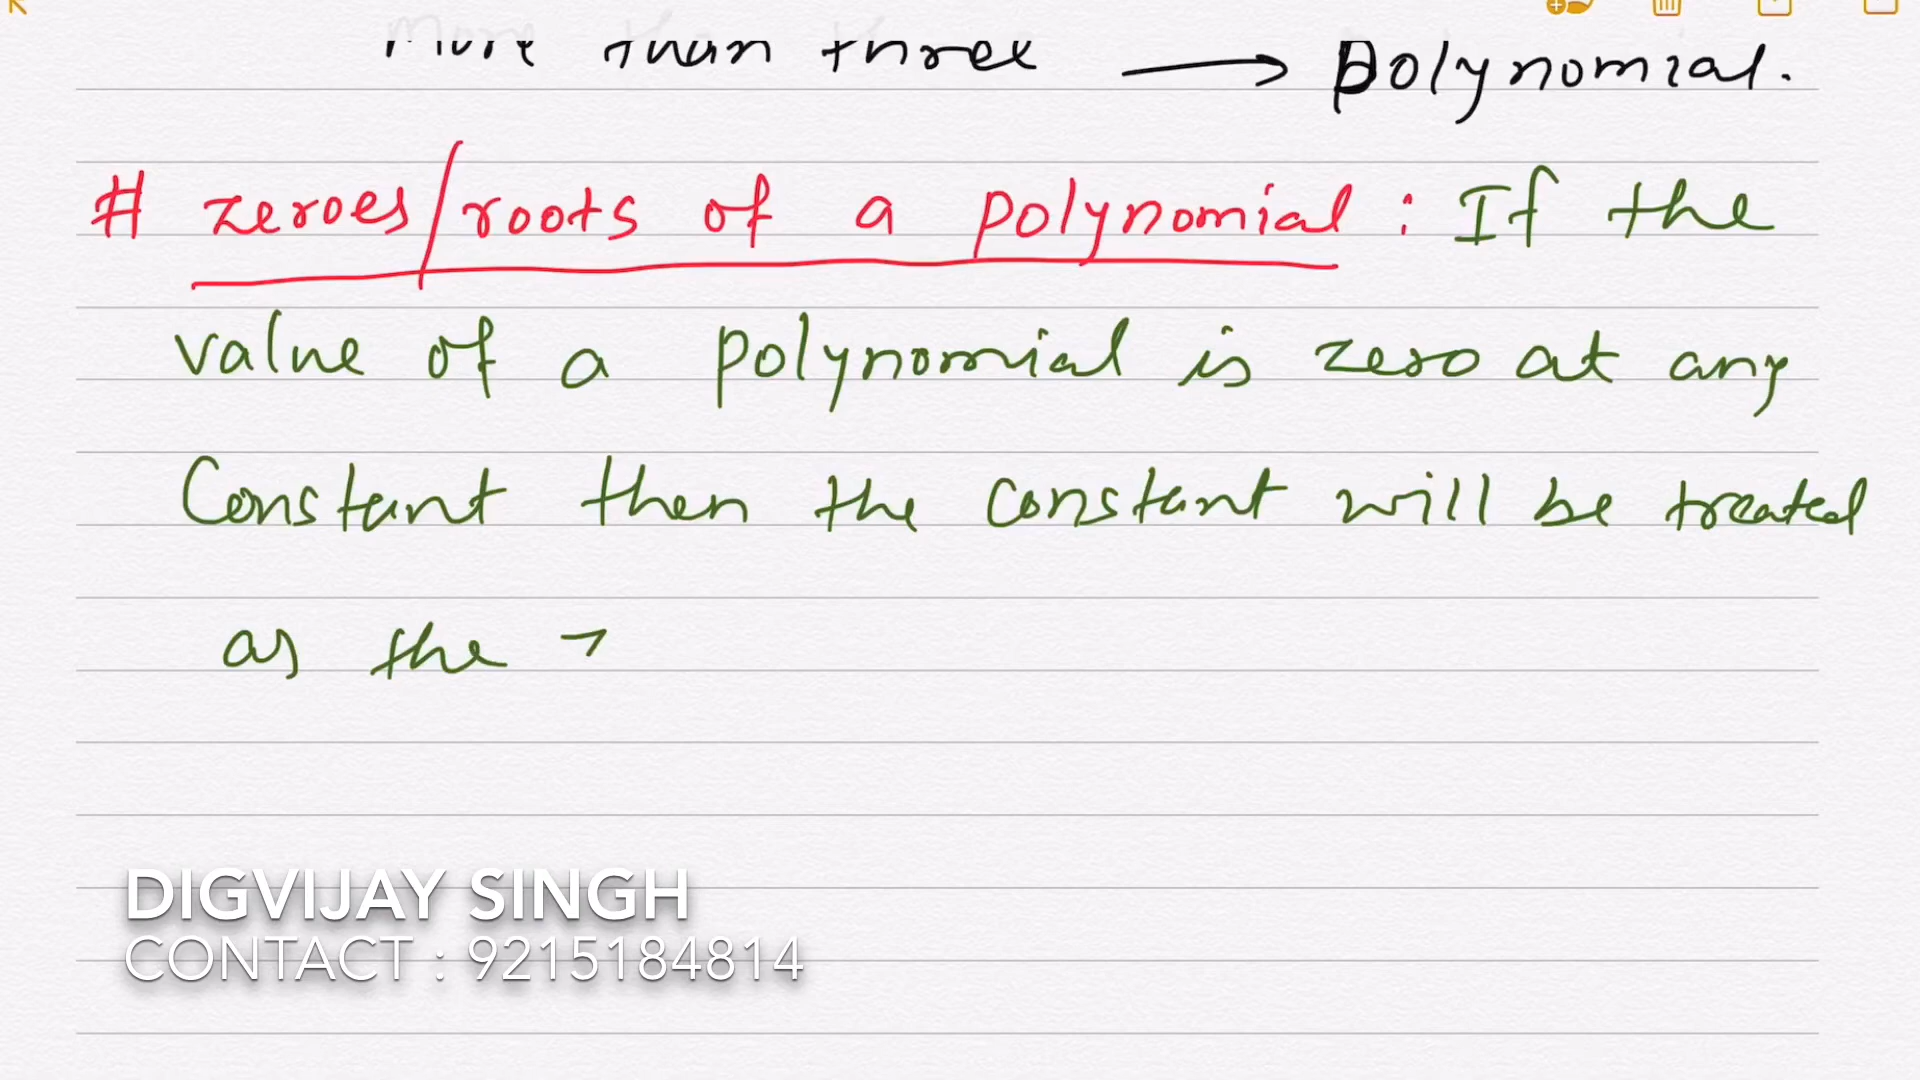 More than three → Polynomial.
# zeroes/roots of a polynomial : If the
value of a polynomial is zero at any
Constant then the constant will be treated
as the
DIGVIJAY SINGH
CONTACT : 9215184814